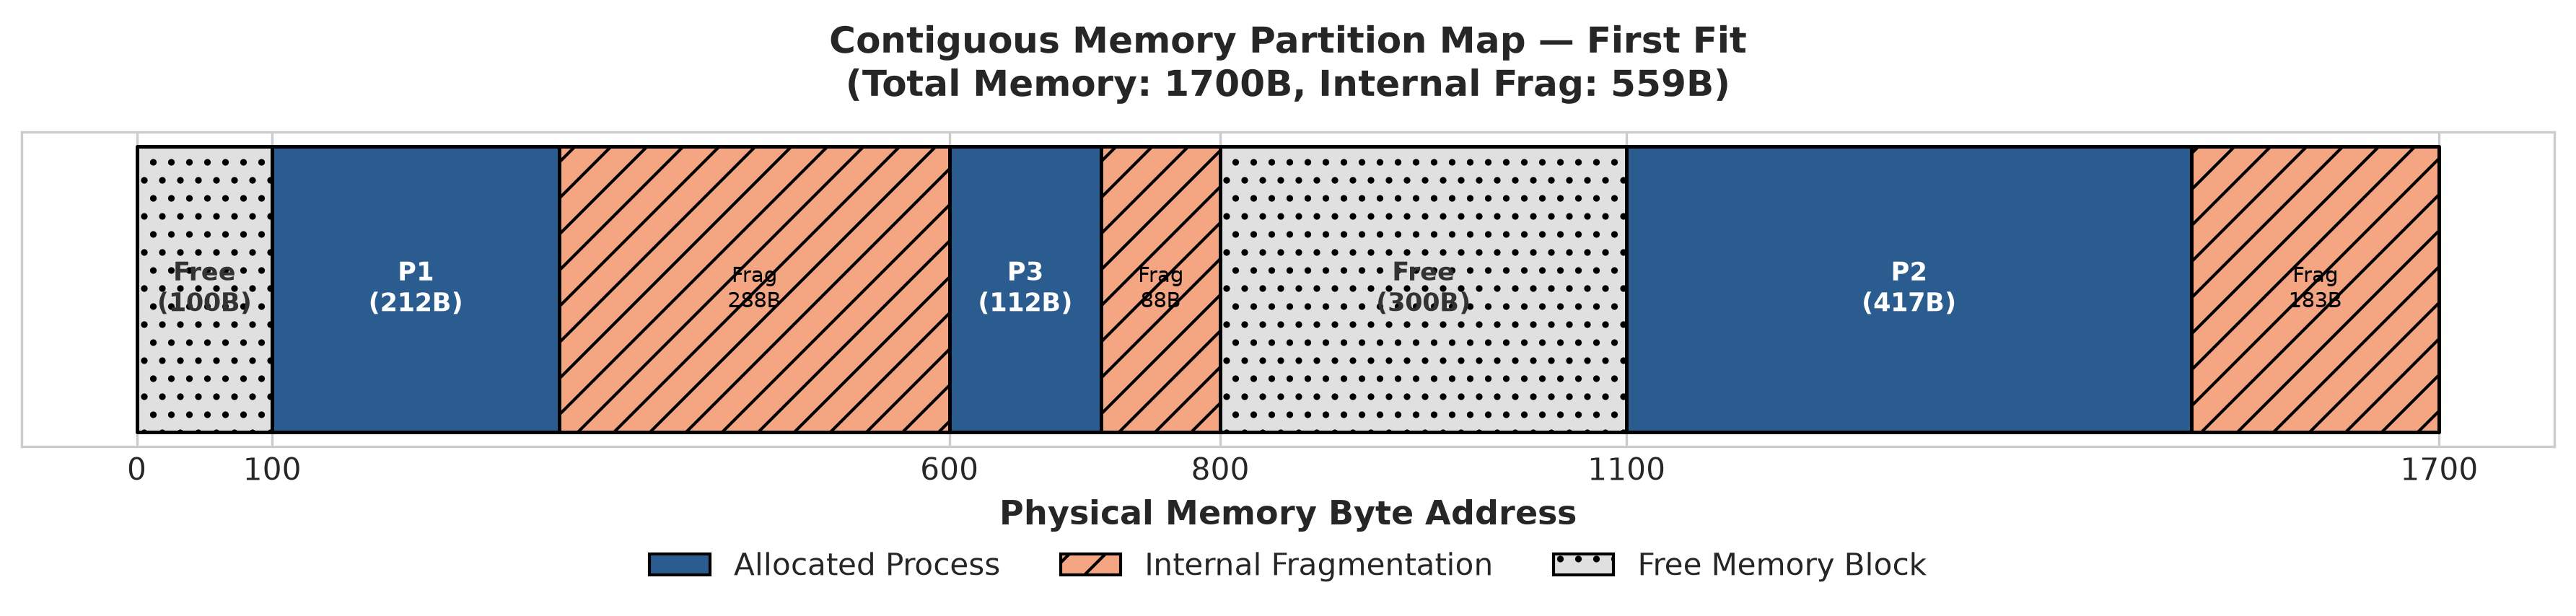 Contiguous Memory Partition Map — First Fit
(Total Memory: 1700B, Internal Frag: 559B)
Free
(100B)
P1
(212B)
Frag
288B
P3
(112B)
Frag
88B
Free
(300B)
P2
(417B)
Frag
183B
0 100 600 800 1100 1700
Physical Memory Byte Address
Allocated Process Internal Fragmentation Free Memory Block